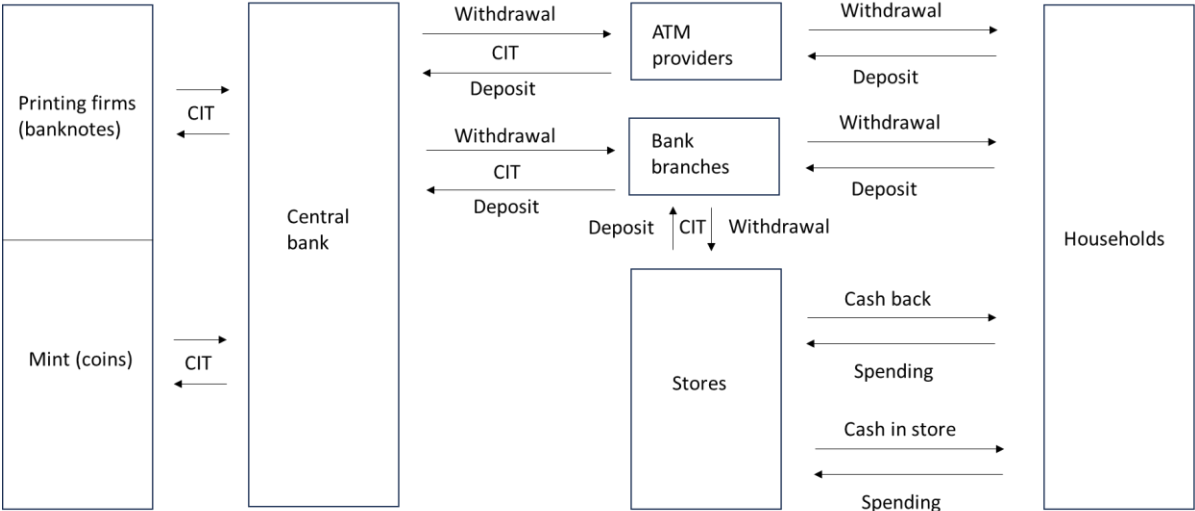 Printing firms
(banknotes)
Mint (coins)
CIT
CIT
Central
bank
Withdrawal
CIT
Deposit
Withdrawal
CIT
Deposit
ATM
providers
Bank
branches
Deposit
CIT
Withdrawal
Stores
Withdrawal
Deposit
Withdrawal
Deposit
Cash back
Spending
Cash in store
Spending
Households